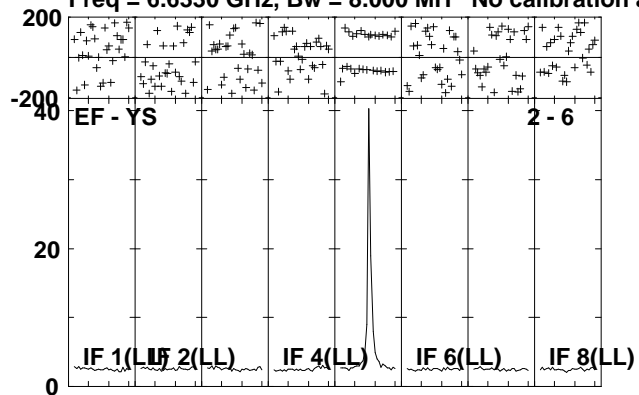 Freq = 6.6530 GHz, Bw = 8.000 MH No calibration a
200
-200
40
EF - YS 2 - 6
20
IF 1(LL) IF 2(LL) IF 4(LL) IF 6(LL) IF 8(LL)
0